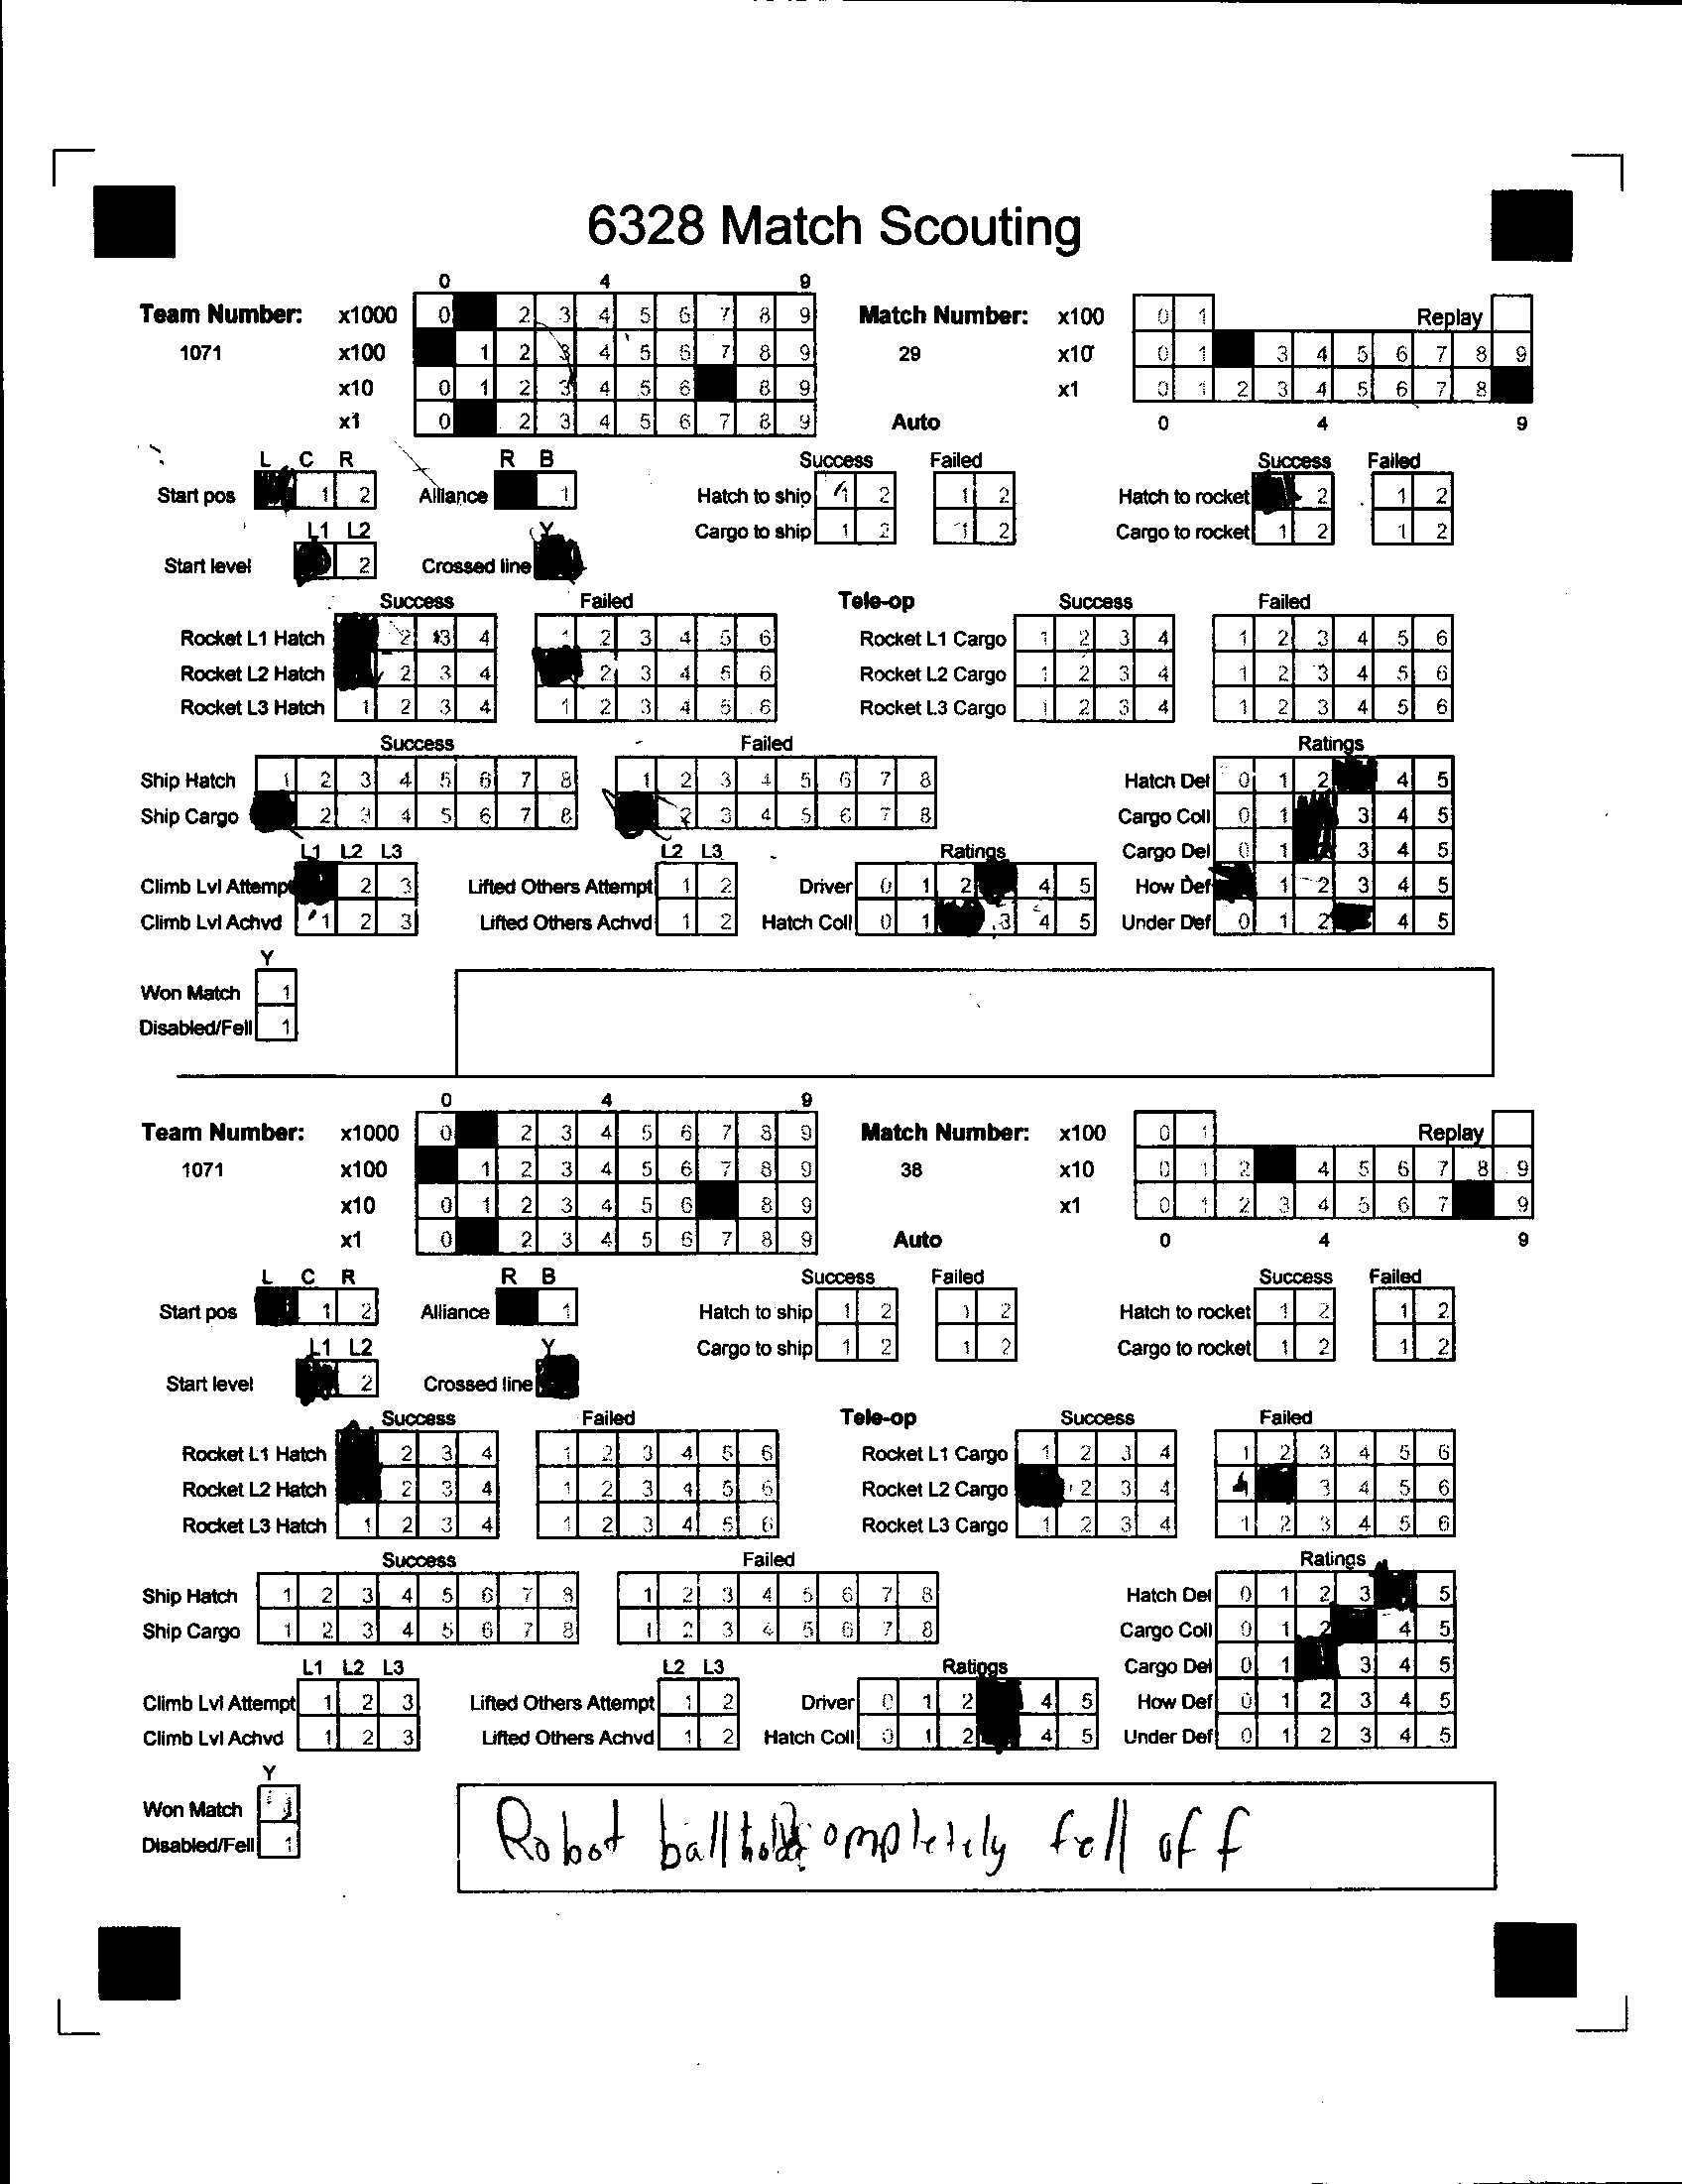 6328 Match Scouting
0 4 9
Team Number: x1000 0 2 3 4 5 6 7 8 9 Match Number: x100 0 1 Replay
1071 x100 1 2 3 4 5 6 7 8 9 29 x10 0 1 3 4 5 6 7 8 9
x10 0 1 2 3 4 5 6 8 9 x1 0 1 2 3 4 5 6 7 8
x1 0 2 3 4 5 6 7 8 9 Auto 0 4 9
L C R R B Success Failed Success Failed
Start pos 1 2 Alliance 1 Hatch to ship 1 2 1 2 Hatch to rocket 2 1 2
L1 L2 Y Cargo to ship 1 2 1 2 Cargo to rocket 1 2 1 2
Start level 2 Crossed line
Success Failed Tele-op Success Failed
Rocket L1 Hatch 2 3 4 1 2 3 4 5 6 Rocket L1 Cargo 1 2 3 4 1 2 3 4 5 6
Rocket L2 Hatch 2 3 4 2 3 4 5 6 Rocket L2 Cargo 1 2 3 4 1 2 3 4 5 6
Rocket L3 Hatch 1 2 3 4 1 2 3 4 5 6 Rocket L3 Cargo 1 2 3 4 1 2 3 4 5 6
Success Failed Ratings
Ship Hatch 1 2 3 4 5 6 7 8 1 2 3 4 5 6 7 8 Hatch Del 0 1 2 4 5
Ship Cargo 2 3 4 5 6 7 8 2 3 4 5 6 7 8 Cargo Coll 0 1 3 4 5
L1 L2 L3 L2 L3 Ratings Cargo Del 0 1 3 4 5
Climb Lvl Attempt 2 3 Lifted Others Attempt 1 2 Driver 0 1 2 4 5 How Def 1 2 3 4 5
Climb Lvl Achvd 1 2 3 Lifted Others Achvd 1 2 Hatch Coll 0 1 3 4 5 Under Def 0 1 2 4 5
Y
Won Match 1
Disabled/Fell 1
0 4 9
Team Number: x1000 0 2 3 4 5 6 7 8 9 Match Number: x100 0 1 Replay
1071 x100 1 2 3 4 5 6 7 8 9 38 x10 0 1 2 4 5 6 7 8 9
x10 0 1 2 3 4 5 6 8 9 x1 0 1 2 3 4 5 6 7 9
x1 0 2 3 4 5 6 7 8 9 Auto 0 4 9
L C R R B Success Failed Success Failed
Start pos 1 2 Alliance 1 Hatch to ship 1 2 1 2 Hatch to rocket 1 2 1 2
L1 L2 Y Cargo to ship 1 2 1 2 Cargo to rocket 1 2 1 2
Start level 2 Crossed line
Success Failed Tele-op Success Failed
Rocket L1 Hatch 2 3 4 1 2 3 4 5 6 Rocket L1 Cargo 1 2 3 4 1 2 3 4 5 6
Rocket L2 Hatch 2 3 4 1 2 3 4 5 6 Rocket L2 Cargo 2 3 4 1 3 4 5 6
Rocket L3 Hatch 1 2 3 4 1 2 3 4 5 6 Rocket L3 Cargo 1 2 3 4 1 2 3 4 5 6
Success Failed Ratings
Ship Hatch 1 2 3 4 5 6 7 8 1 2 3 4 5 6 7 8 Hatch Del 0 1 2 3 5
Ship Cargo 1 2 3 4 5 6 7 8 1 2 3 4 5 6 7 8 Cargo Coll 0 1 2 4 5
L1 L2 L3 L2 L3 Ratings Cargo Del 0 1 3 4 5
Climb Lvl Attempt 1 2 3 Lifted Others Attempt 1 2 Driver 0 1 2 4 5 How Def 0 1 2 3 4 5
Climb Lvl Achvd 1 2 3 Lifted Others Achvd 1 2 Hatch Coll 0 1 2 4 5 Under Def 0 1 2 3 4 5
Y
Won Match 1
Disabled/Fell 1
Robot ball completely fell off